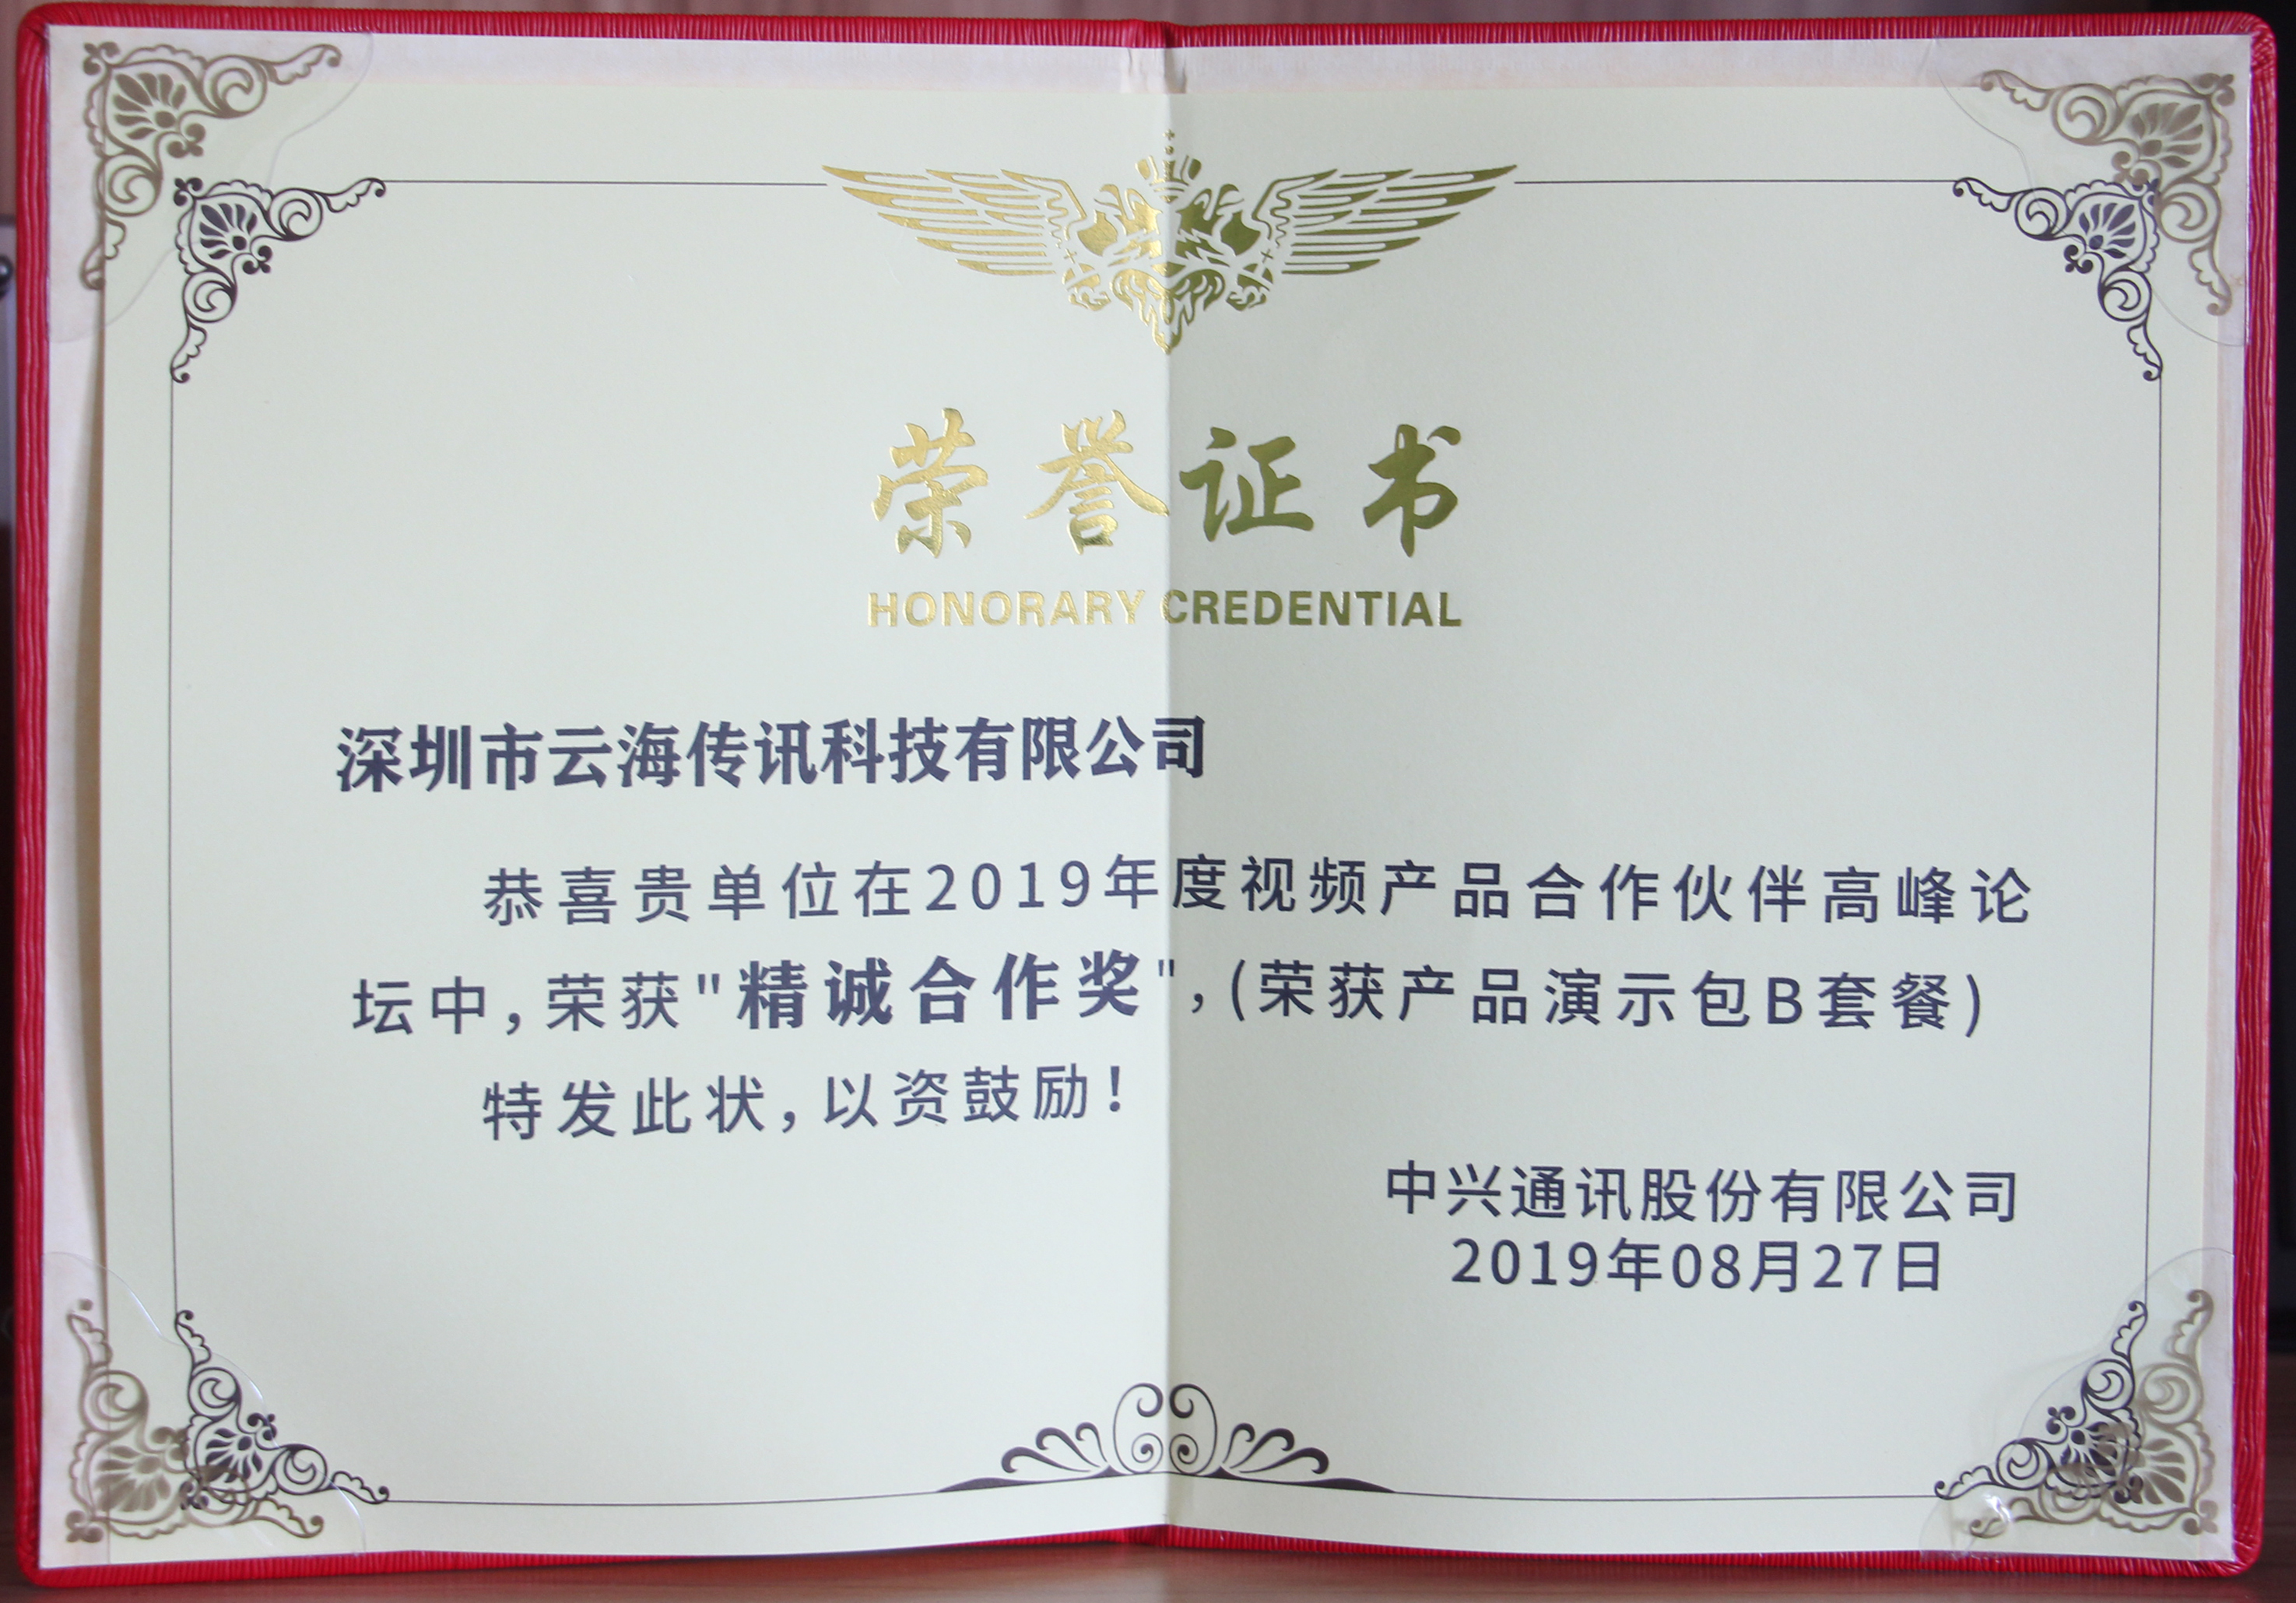 荣誉证书
HONORARY CREDENTIAL
深圳市云海传讯科技有限公司
恭喜贵单位在2019年度视频产品合作伙伴高峰论
坛中,荣获"精诚合作奖",(荣获产品演示包B套餐)
特发此状,以资鼓励!
中兴通讯股份有限公司
2019年08月27日